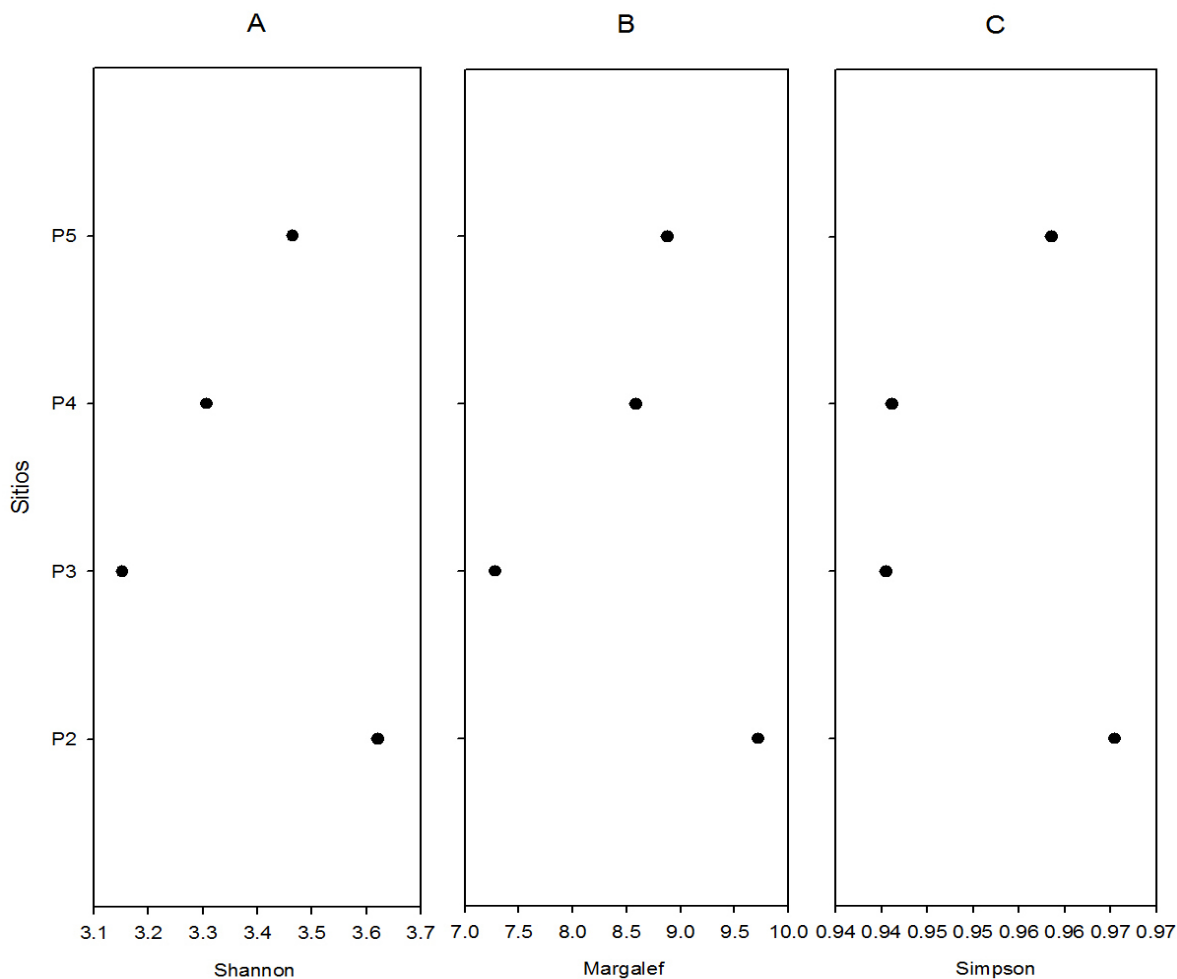 A B C
P5
P4
P3
P2
Sitios
3.1 3.2 3.3 3.4 3.5 3.6 3.7 7.0 7.5 8.0 8.5 9.0 9.5 10.0 0.94 0.94 0.95 0.95 0.96 0.96 0.97 0.97
Shannon Margalef Simpson